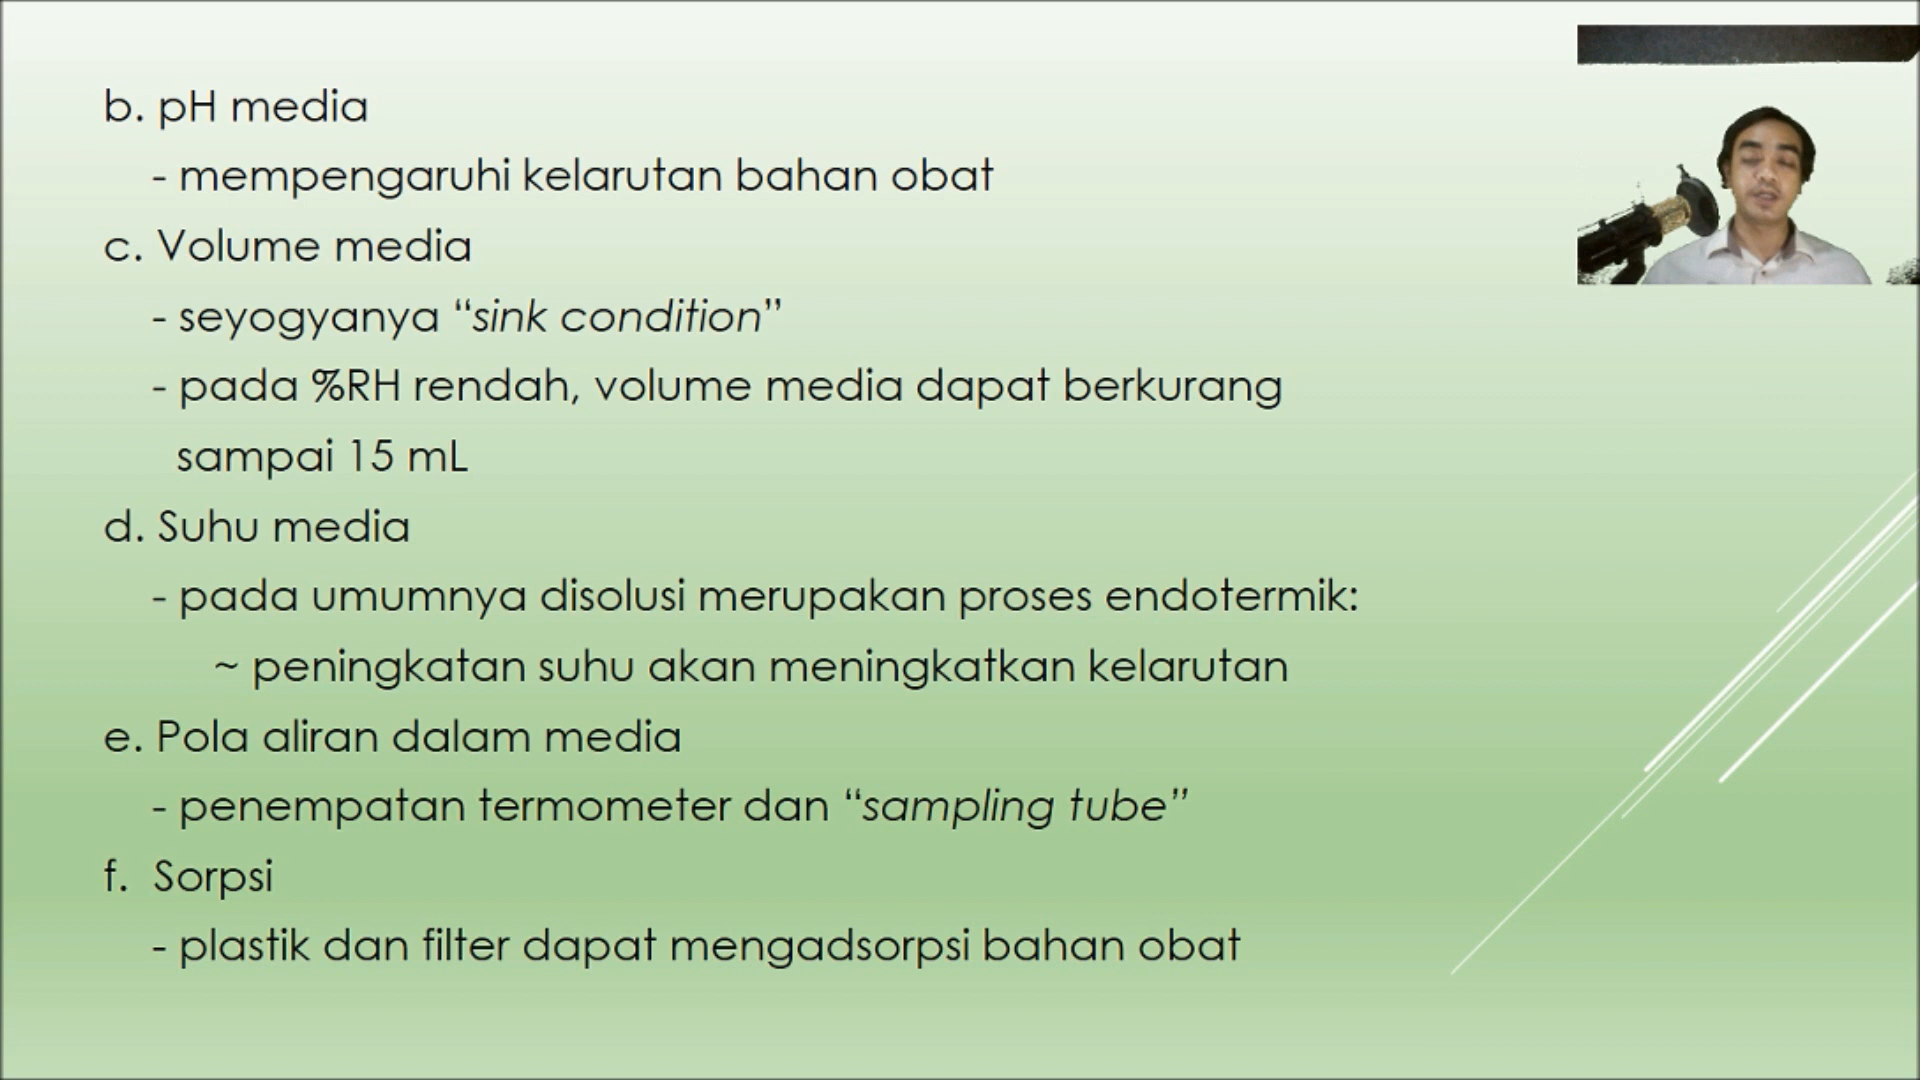 b. pH media
- mempengaruhi kelarutan bahan obat
c. Volume media
- seyogyanya “sink condition”
- pada %RH rendah, volume media dapat berkurang
sampai 15 mL
d. Suhu media
- pada umumnya disolusi merupakan proses endotermik:
~ peningkatan suhu akan meningkatkan kelarutan
e. Pola aliran dalam media
- penempatan termometer dan “sampling tube”
f. Sorpsi
- plastik dan filter dapat mengadsorpsi bahan obat